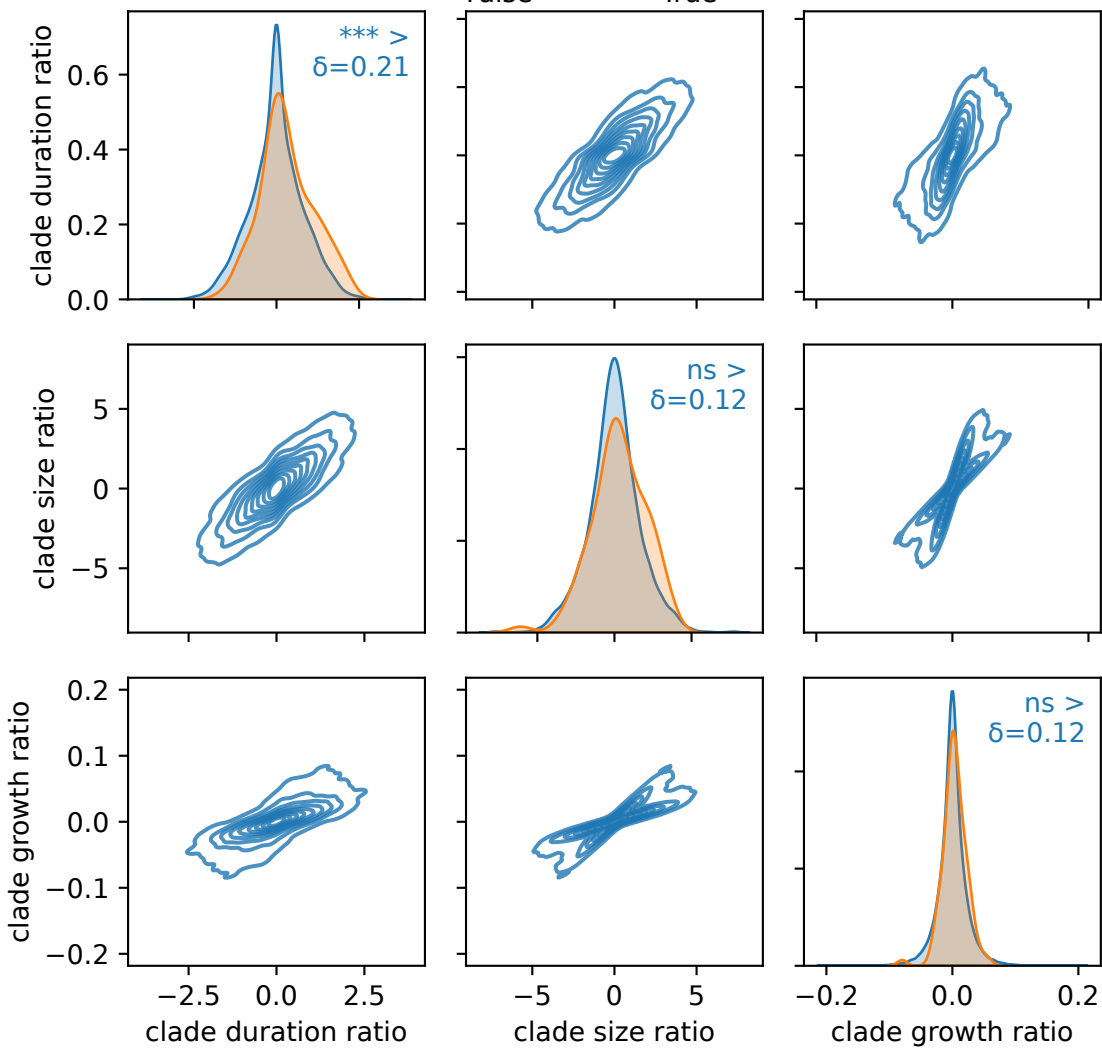 True
clade duration ratio
0.6
0.4
0.2
0.0
*** >
δ=0.21
clade size ratio
5
0
−5
ns >
δ=0.12
clade growth ratio
0.2
0.1
0.0
−0.1
−0.2
ns >
δ=0.12
−2.5 0.0 2.5
−5 0 5
−0.2 0.0 0.2
clade duration ratio
clade size ratio
clade growth ratio